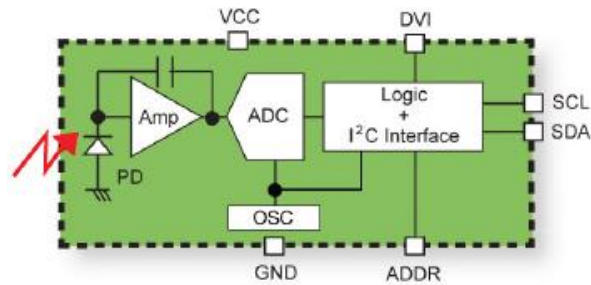 VCC
DVI
Amp
ADC
Logic
+
I²C Interface
SCL
SDA
PD
OSC
GND
ADDR